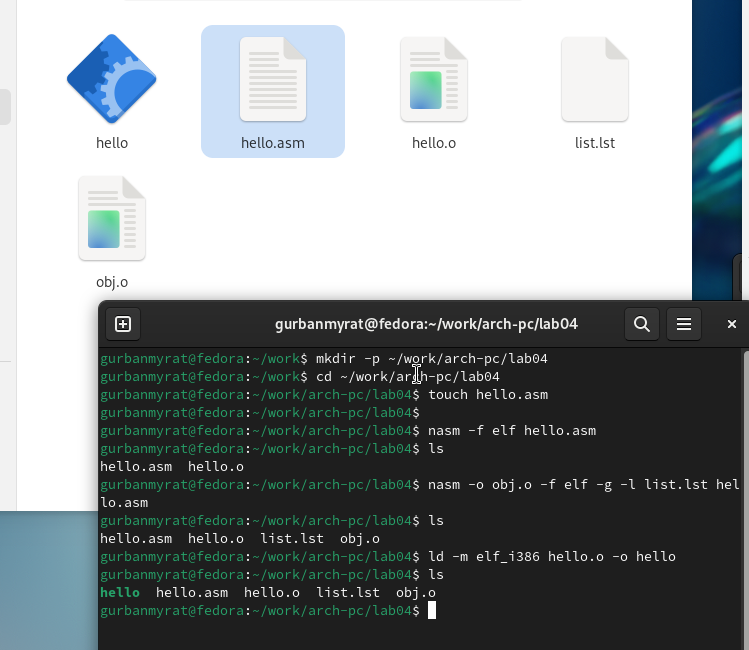 hello
hello.asm
hello.o
list.lst
obj.o
gurbanmyrat@fedora:~/work/arch-pc/lab04
gurbanmyrat@fedora:~/work$ mkdir -p ~/work/arch-pc/lab04
gurbanmyrat@fedora:~/work$ cd ~/work/arch-pc/lab04
gurbanmyrat@fedora:~/work/arch-pc/lab04$ touch hello.asm
gurbanmyrat@fedora:~/work/arch-pc/lab04$
gurbanmyrat@fedora:~/work/arch-pc/lab04$ nasm -f elf hello.asm
gurbanmyrat@fedora:~/work/arch-pc/lab04$ ls
hello.asm  hello.o
gurbanmyrat@fedora:~/work/arch-pc/lab04$ nasm -o obj.o -f elf -g -l list.lst hel
lo.asm
gurbanmyrat@fedora:~/work/arch-pc/lab04$ ls
hello.asm  hello.o  list.lst  obj.o
gurbanmyrat@fedora:~/work/arch-pc/lab04$ ld -m elf_i386 hello.o -o hello
gurbanmyrat@fedora:~/work/arch-pc/lab04$ ls
hello  hello.asm  hello.o  list.lst  obj.o
gurbanmyrat@fedora:~/work/arch-pc/lab04$